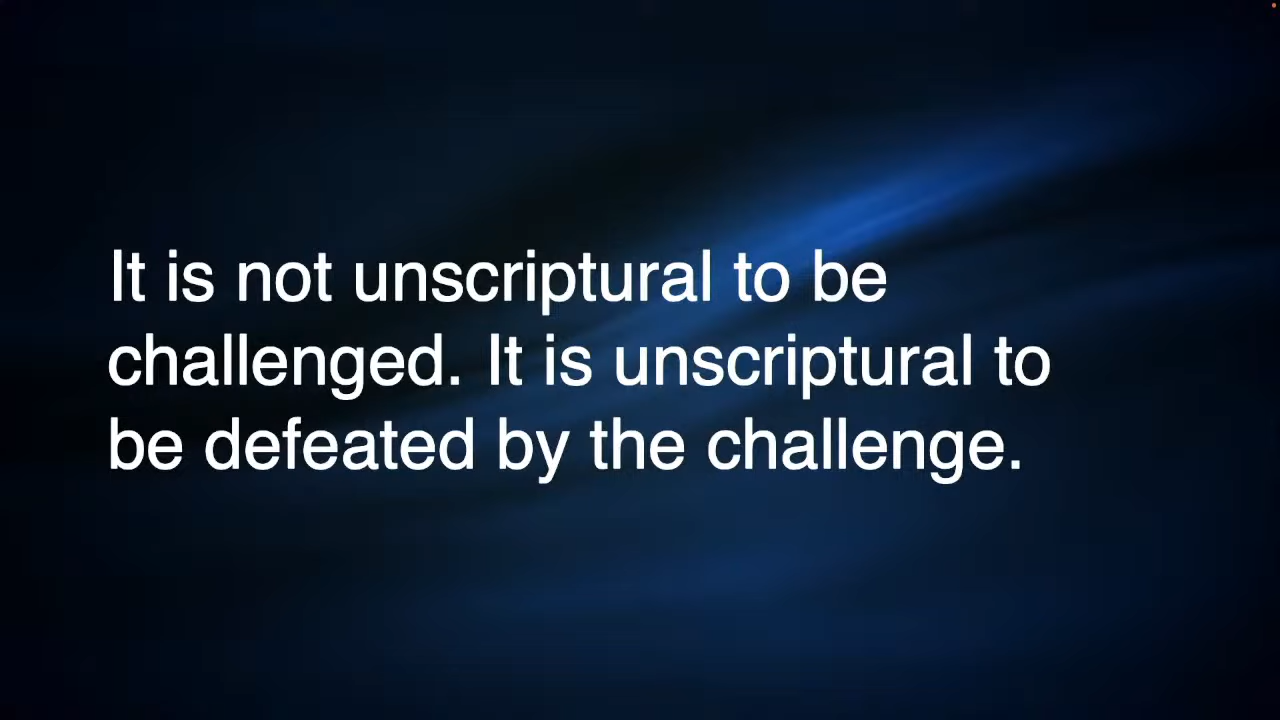 It is not unscriptural to be
challenged. It is unscriptural to
be defeated by the challenge.